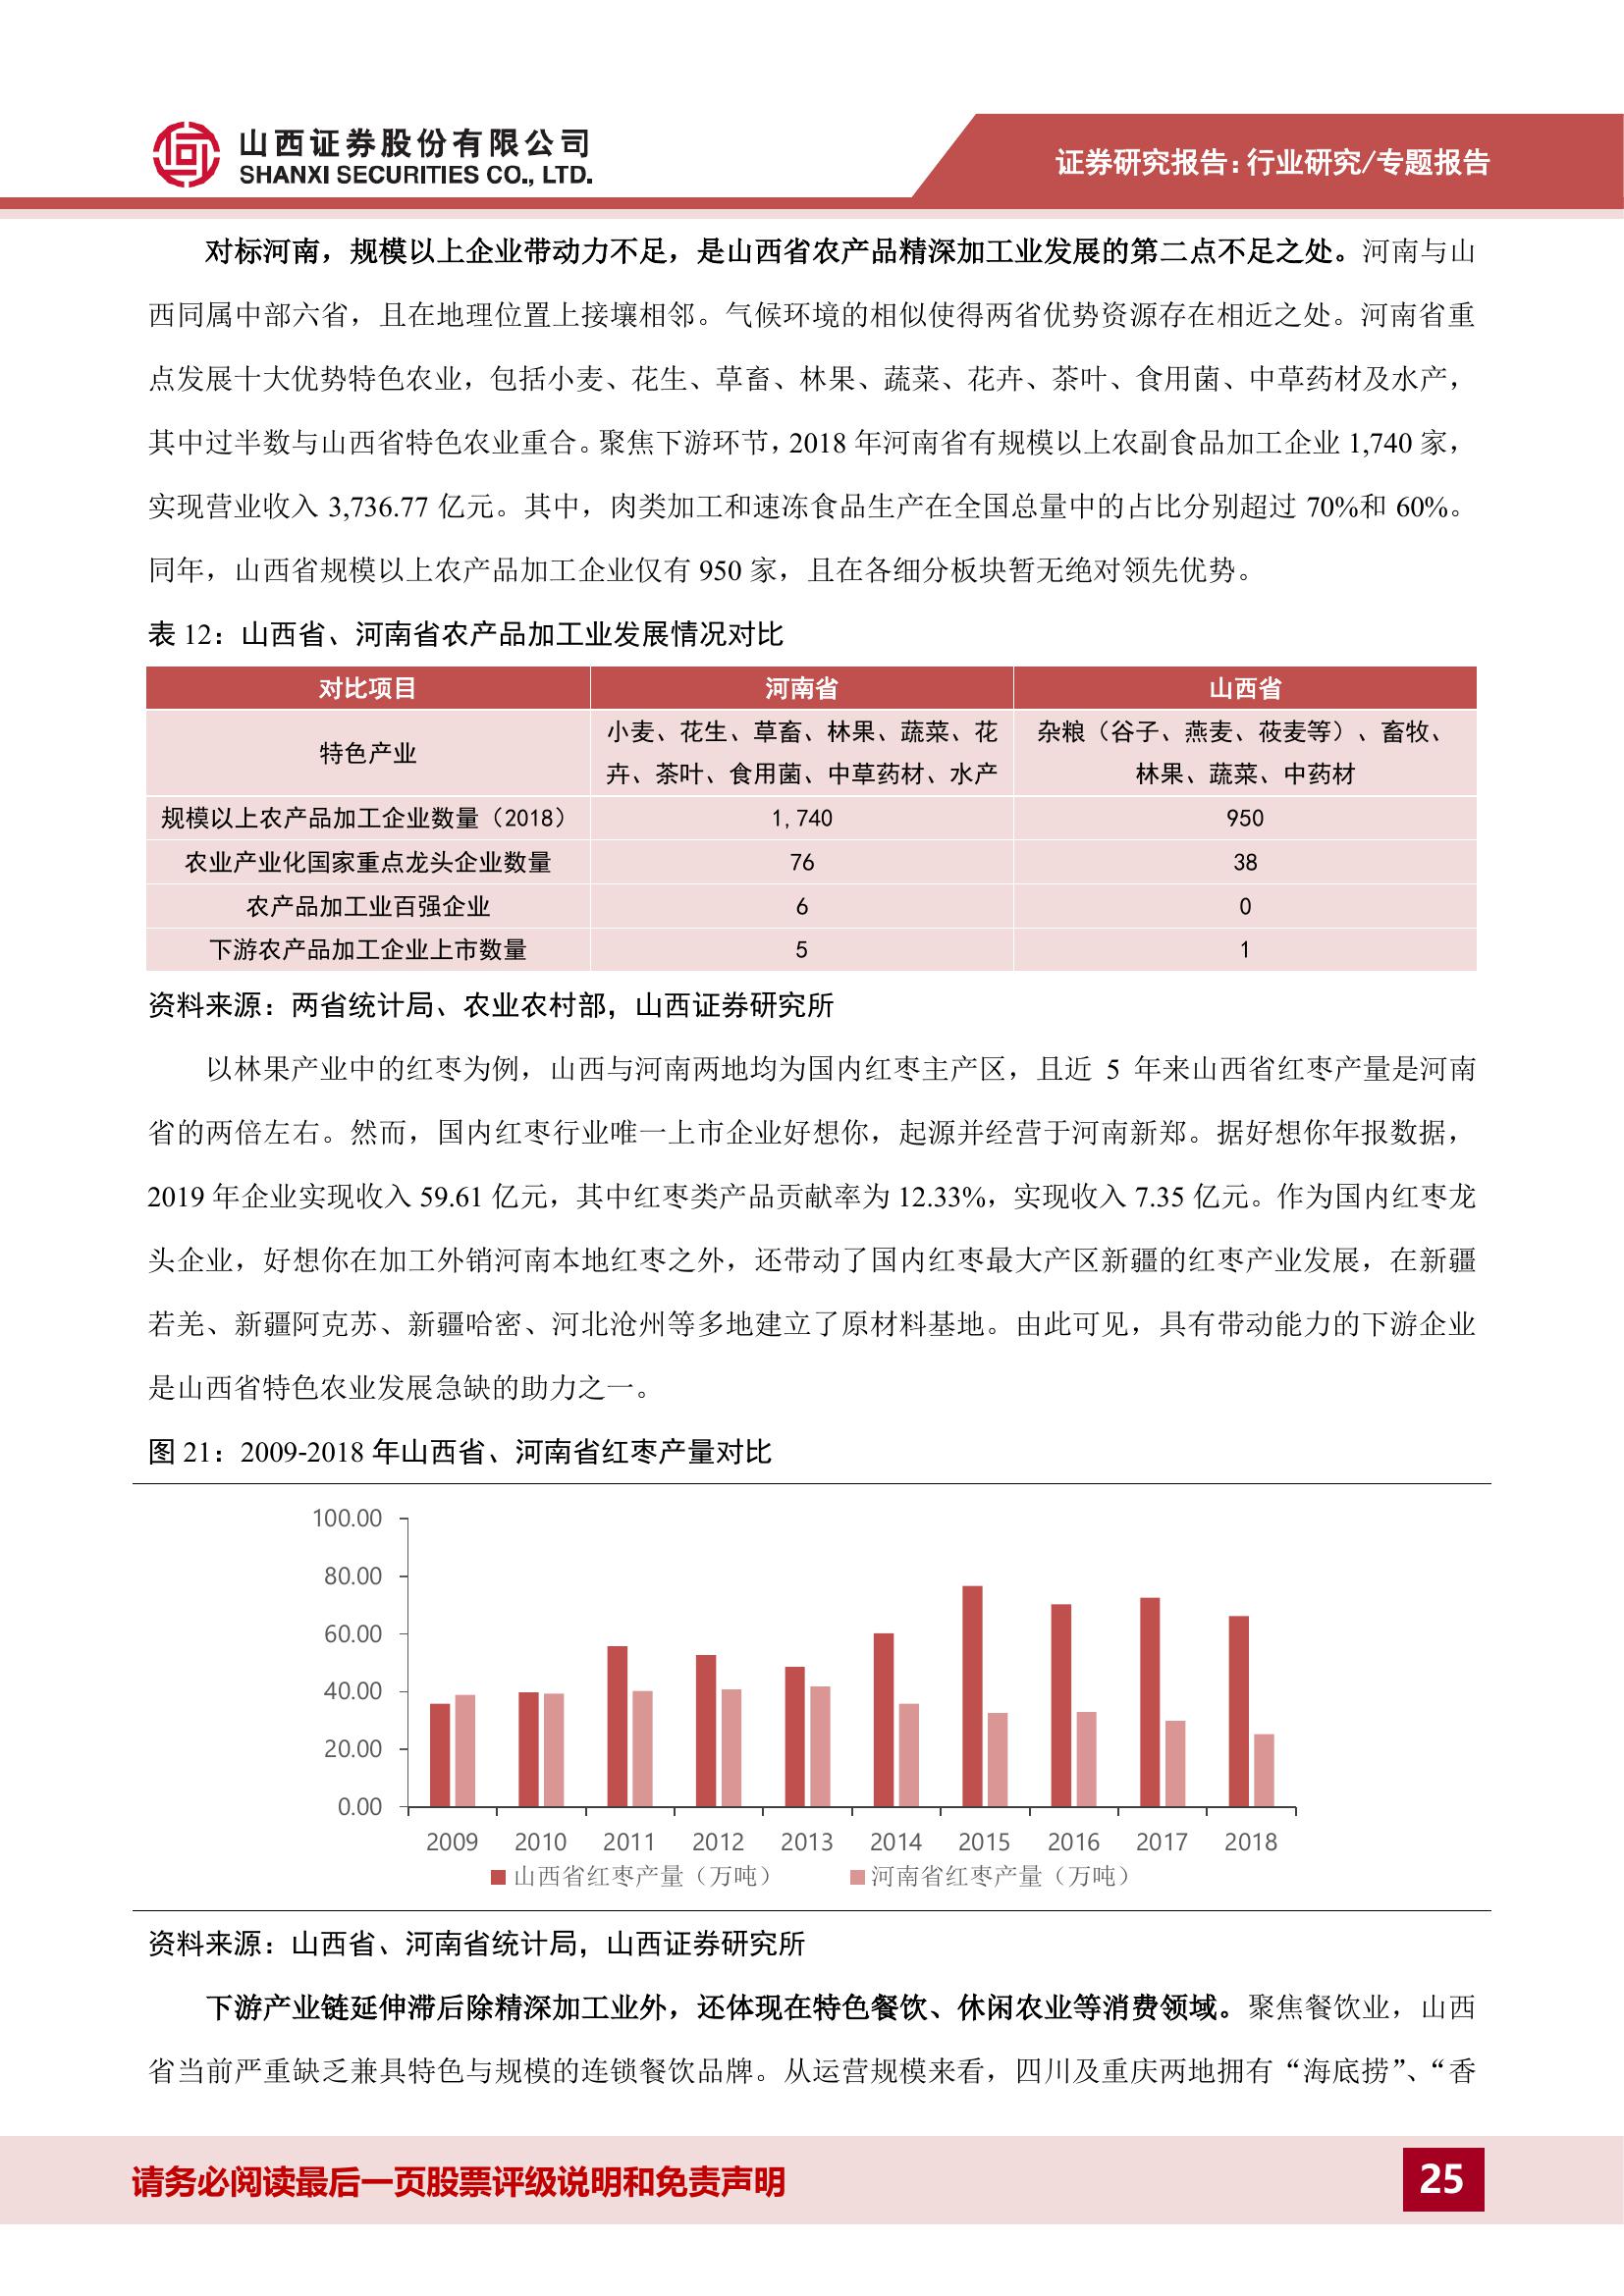 山西证券股份有限公司
SHANXI SECURITIES CO., LTD.
证券研究报告：行业研究/专题报告
对标河南，规模以上企业带动力不足，是山西省农产品精深加工业发展的第二点不足之处。河南与山
西同属中部六省，且在地理位置上接壤相邻。气候环境的相似使得两省优势资源存在相近之处。河南省重
点发展十大优势特色农业，包括小麦、花生、草畜、林果、蔬菜、花卉、茶叶、食用菌、中草药材及水产，
其中过半数与山西省特色农业重合。聚焦下游环节，2018 年河南省有规模以上农副食品加工企业 1,740 家，
实现营业收入 3,736.77 亿元。其中，肉类加工和速冻食品生产在全国总量中的占比分别超过 70%和 60%。
同年，山西省规模以上农产品加工企业仅有 950 家，且在各细分板块暂无绝对领先优势。
表 12：山西省、河南省农产品加工业发展情况对比
对比项目 河南省 山西省
特色产业 小麦、花生、草畜、林果、蔬菜、花 杂粮（谷子、燕麦、莜麦等）、畜牧、
卉、茶叶、食用菌、中草药材、水产 林果、蔬菜、中药材
规模以上农产品加工企业数量（2018） 1,740 950
农业产业化国家重点龙头企业数量 76 38
农产品加工业百强企业 6 0
下游农产品加工企业上市数量 5 1
资料来源：两省统计局、农业农村部，山西证券研究所
以林果产业中的红枣为例，山西与河南两地均为国内红枣主产区，且近 5 年来山西省红枣产量是河南
省的两倍左右。然而，国内红枣行业唯一上市企业好想你，起源并经营于河南新郑。据好想你年报数据，
2019 年企业实现收入 59.61 亿元，其中红枣类产品贡献率为 12.33%，实现收入 7.35 亿元。作为国内红枣龙
头企业，好想你在加工外销河南本地红枣之外，还带动了国内红枣最大产区新疆的红枣产业发展，在新疆
若羌、新疆阿克苏、新疆哈密、河北沧州等多地建立了原材料基地。由此可见，具有带动能力的下游企业
是山西省特色农业发展急缺的助力之一。
图 21：2009-2018 年山西省、河南省红枣产量对比
100.00
80.00
60.00
40.00
20.00
0.00
2009 2010 2011 2012 2013 2014 2015 2016 2017 2018
山西省红枣产量（万吨） 河南省红枣产量（万吨）
资料来源：山西省、河南省统计局，山西证券研究所
下游产业链延伸滞后除精深加工业外，还体现在特色餐饮、休闲农业等消费领域。聚焦餐饮业，山西
省当前严重缺乏兼具特色与规模的连锁餐饮品牌。从运营规模来看，四川及重庆两地拥有“海底捞”、“香
请务必阅读最后一页股票评级说明和免责声明
25